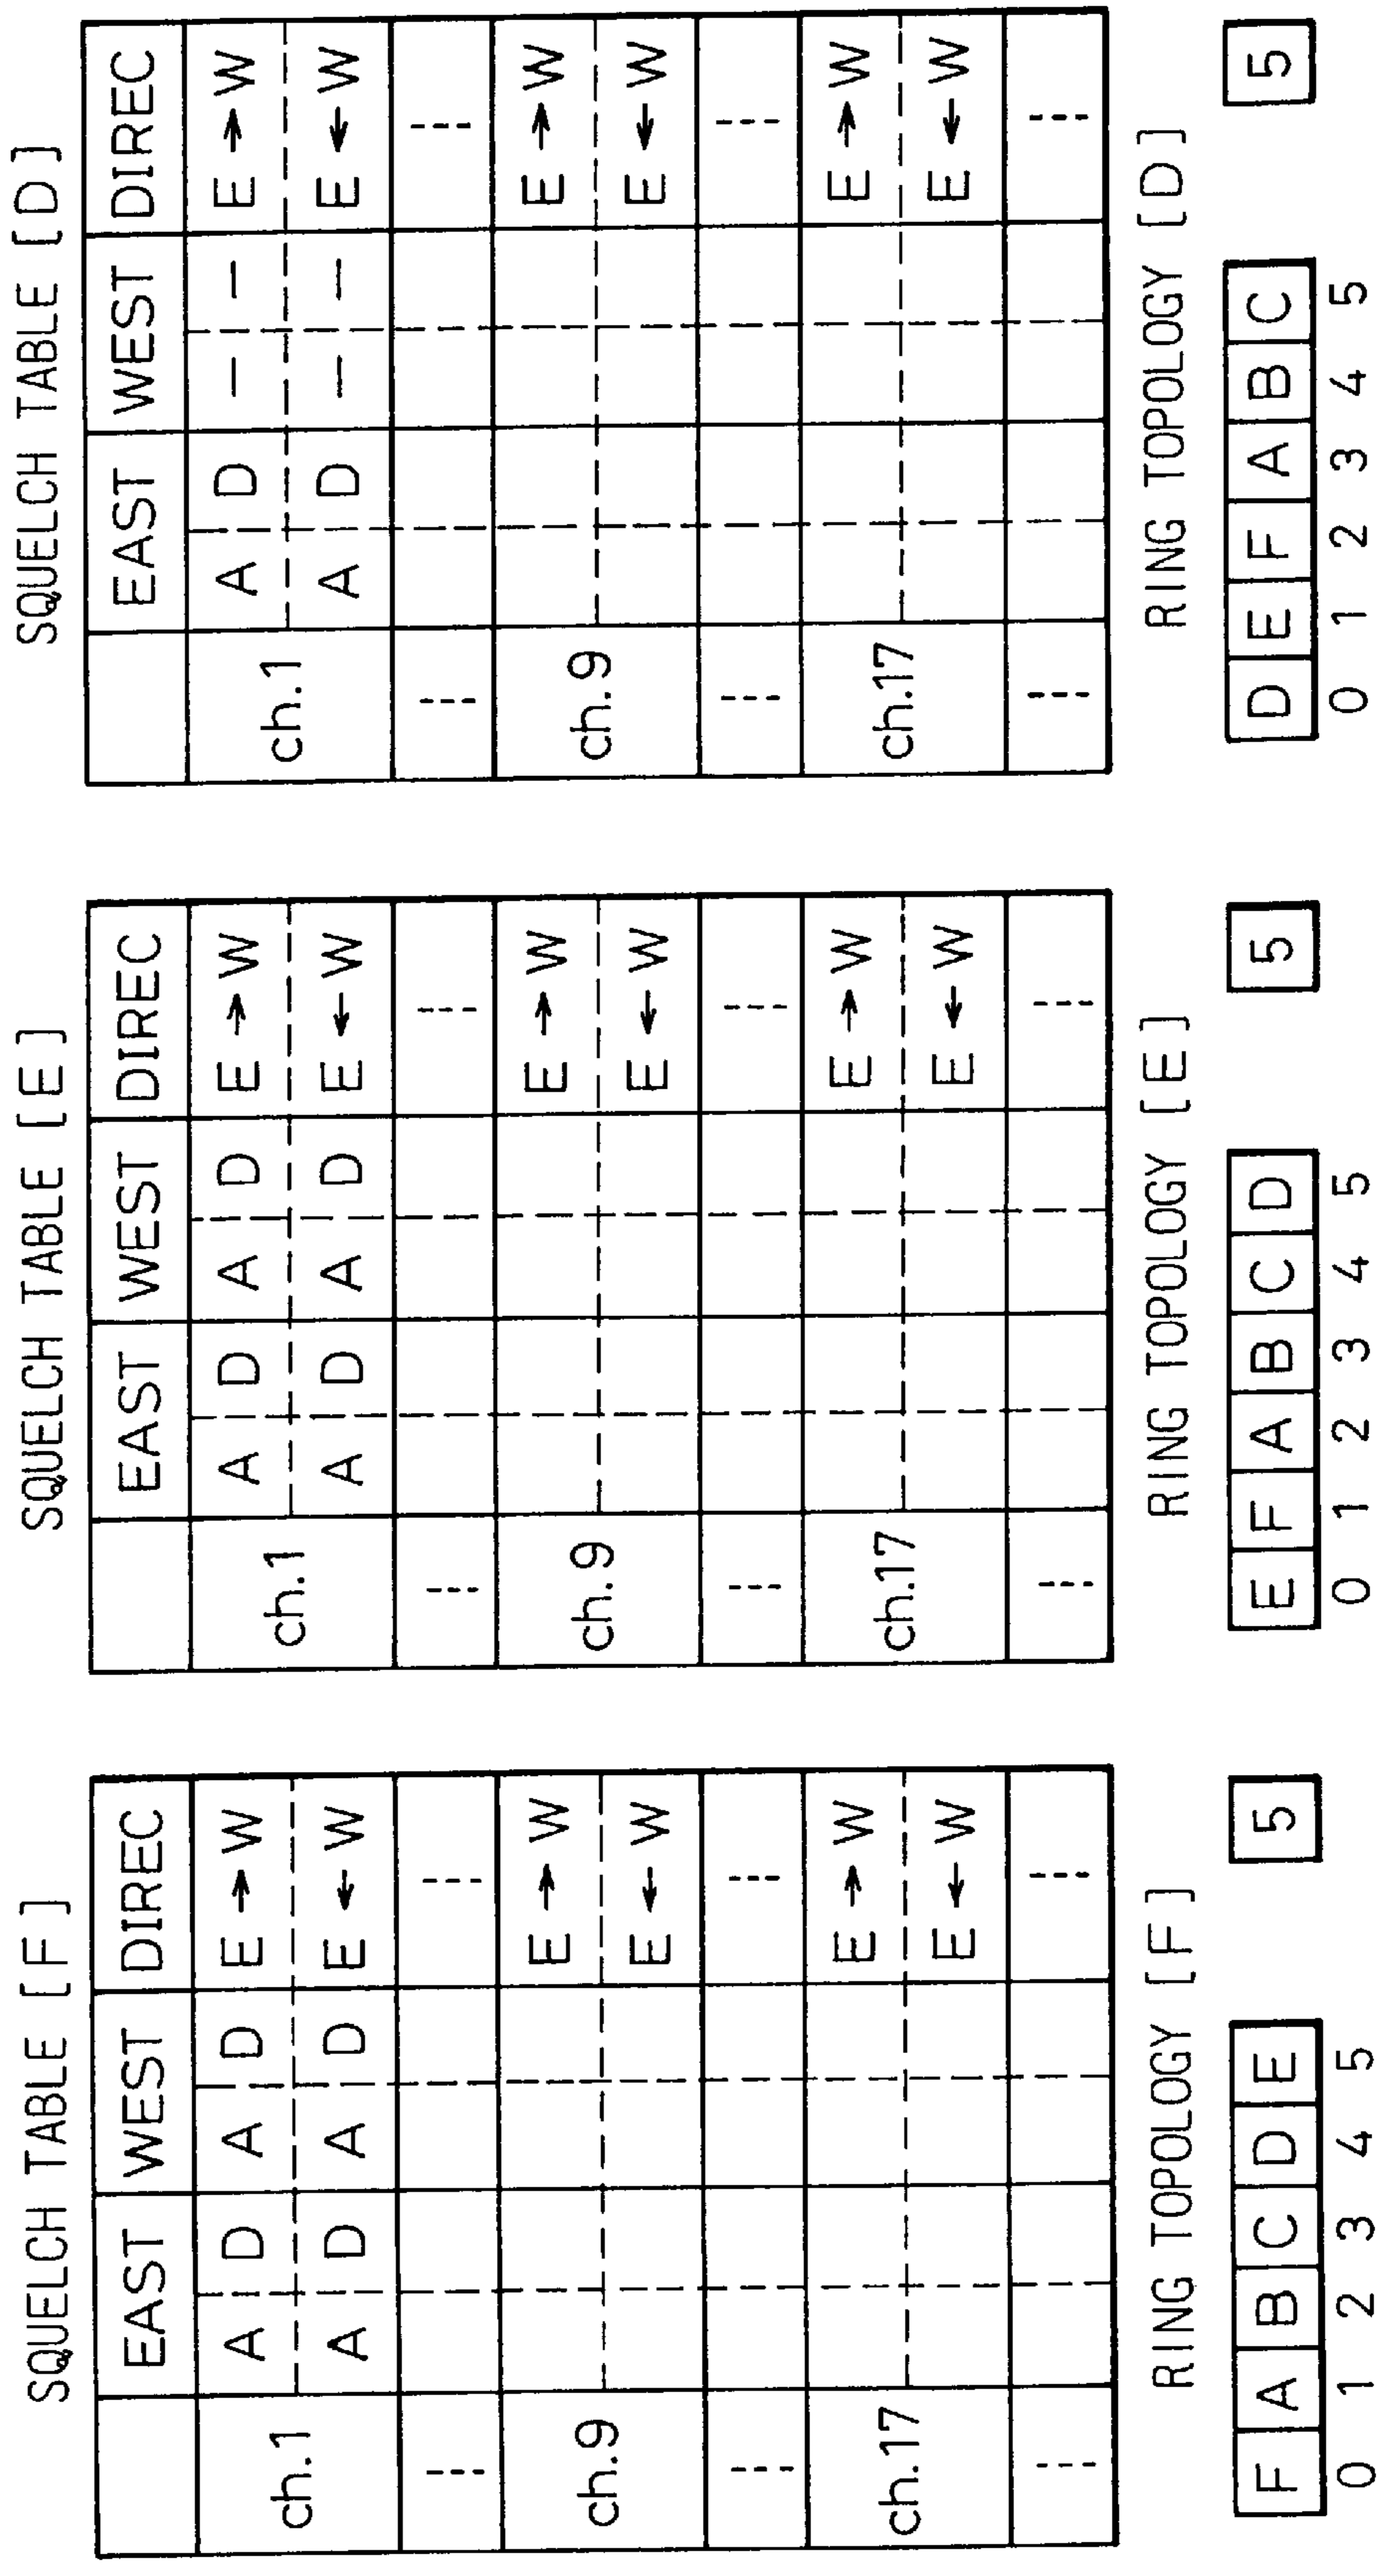 SQUELCH TABLE [F]
EAST WEST DIREC
ch.1 A D A D E → W
A D A D E ← W
--- ---
ch.9 E → W
E ← W
--- ---
ch.17 E → W
E ← W
--- ---
RING TOPOLOGY [F]
F A B C D E 5
0 1 2 3 4 5
SQUELCH TABLE [E]
EAST WEST DIREC
ch.1 A D A D E → W
A D A D E ← W
--- ---
ch.9 E → W
E ← W
--- ---
ch.17 E → W
E ← W
--- ---
RING TOPOLOGY [E]
E F A B C D 5
0 1 2 3 4 5
SQUELCH TABLE [D]
EAST WEST DIREC
ch.1 A D – – E → W
A D – – E ← W
--- ---
ch.9 E → W
E ← W
--- ---
ch.17 E → W
E ← W
--- ---
RING TOPOLOGY [D]
D E F A B C 5
0 1 2 3 4 5